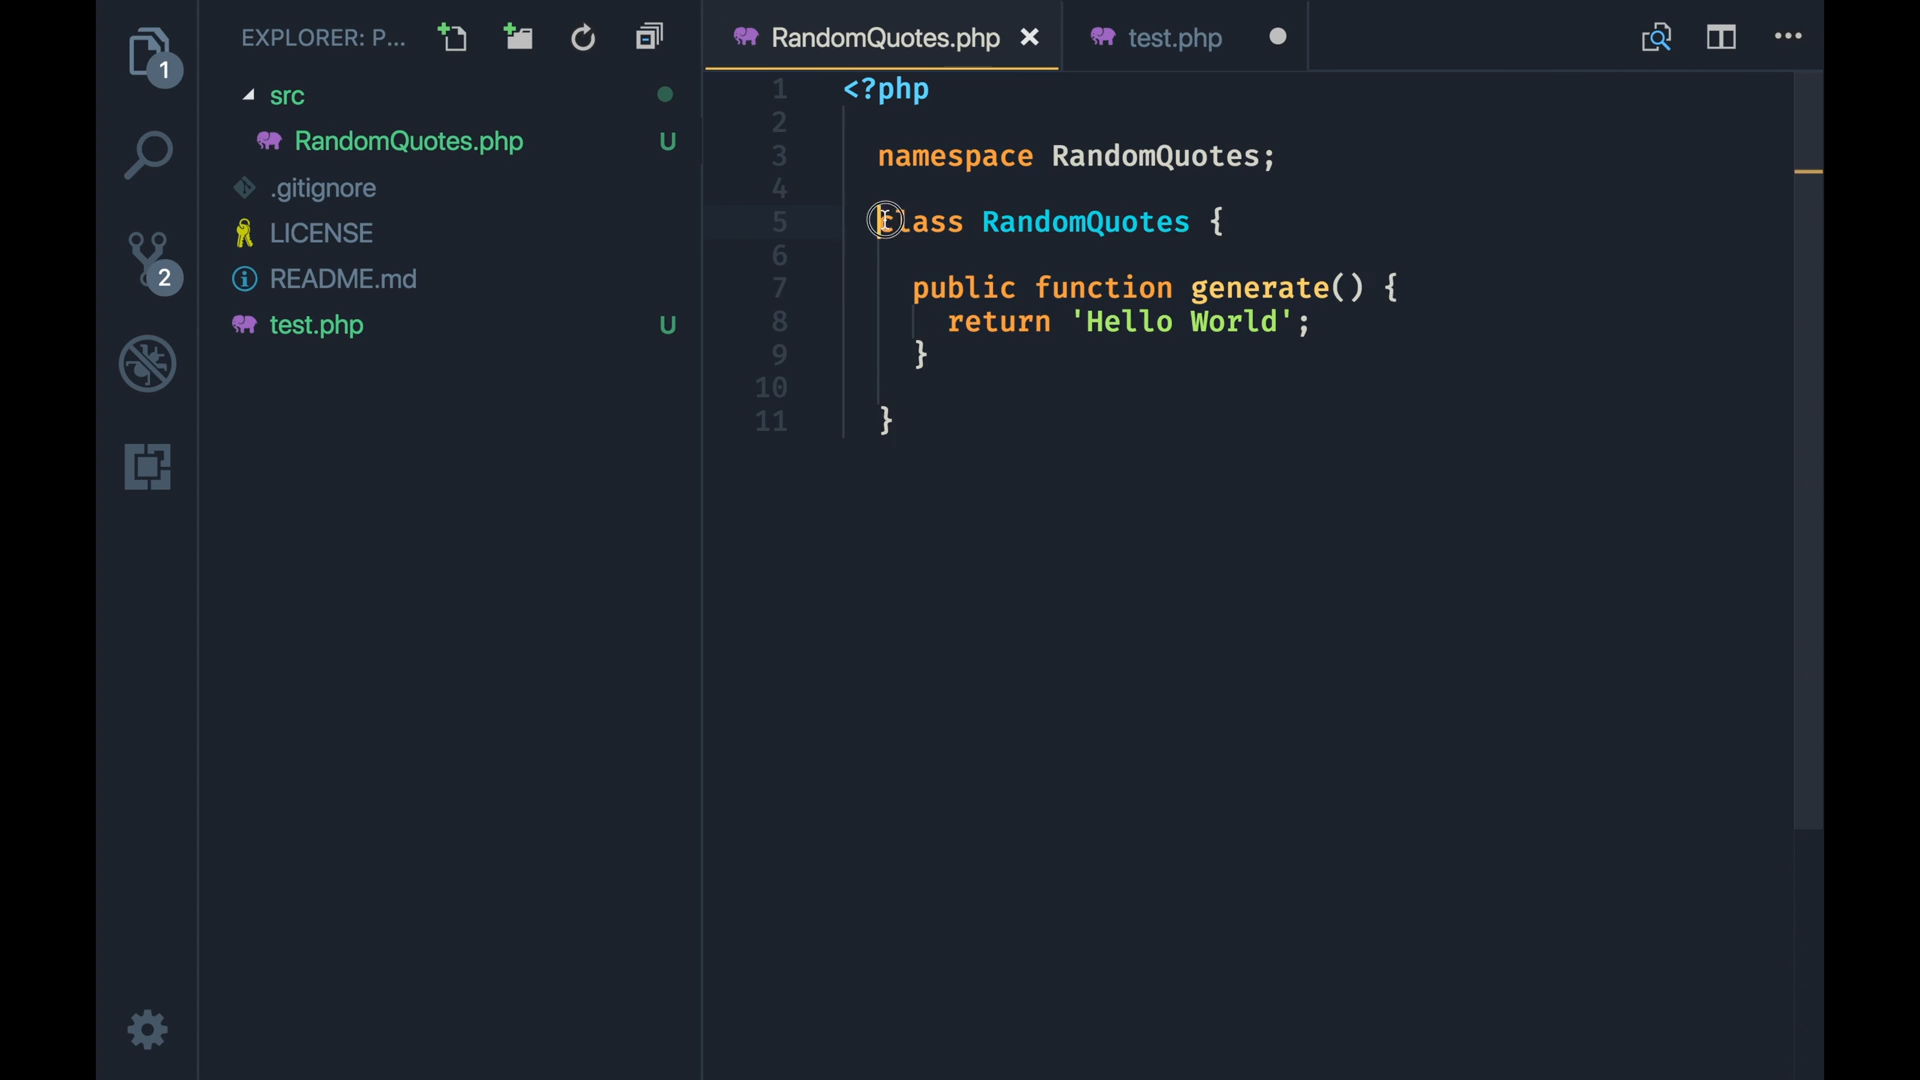 EXPLORER: P...
1
src
RandomQuotes.php U
.gitignore
LICENSE
2
README.md
test.php U
RandomQuotes.php
test.php
1 <?php
2
3 namespace RandomQuotes;
4
5 class RandomQuotes {
6
7 public function generate() {
8 return 'Hello World';
9 }
10
11 }